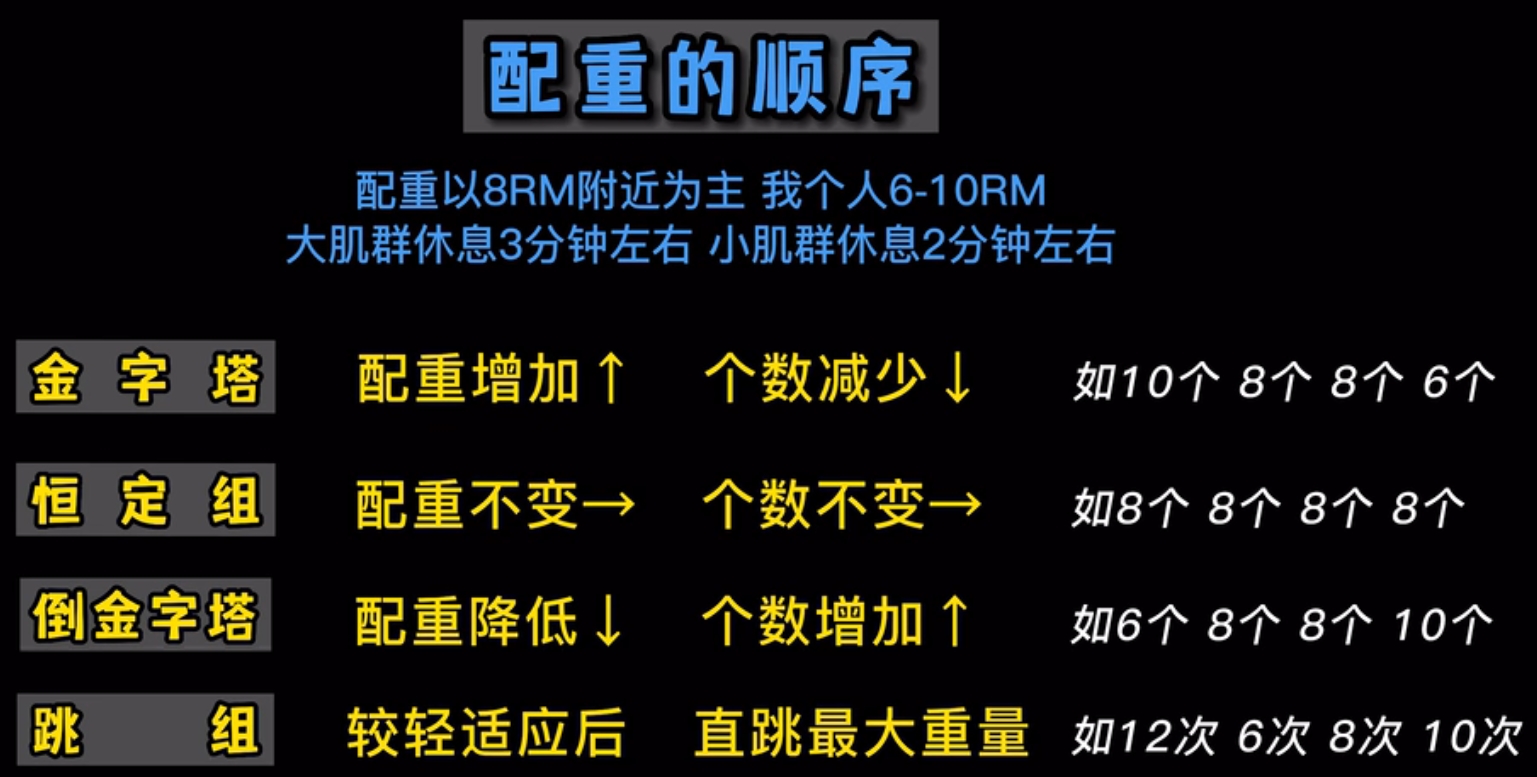 配重的顺序
配重以8RM附近为主 我个人6-10RM
大肌群休息3分钟左右 小肌群休息2分钟左右
金字塔 配重增加↑ 个数减少↓ 如10个 8个 8个 6个
恒定组 配重不变→ 个数不变→ 如8个 8个 8个 8个
倒金字塔 配重降低↓ 个数增加↑ 如6个 8个 8个 10个
跳组 较轻适应后 直跳最大重量 如12次 6次 8次 10次